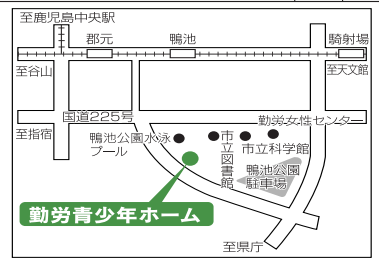 至鹿児島中央駅
郡元
鴨池
騎射場
至谷山
至天文館
国道225号
勤労女性センター
至指宿
鴨池公園水泳
プール
市立図書館
市立科学館
鴨池公園
駐車場
勤労青少年ホーム
至県庁